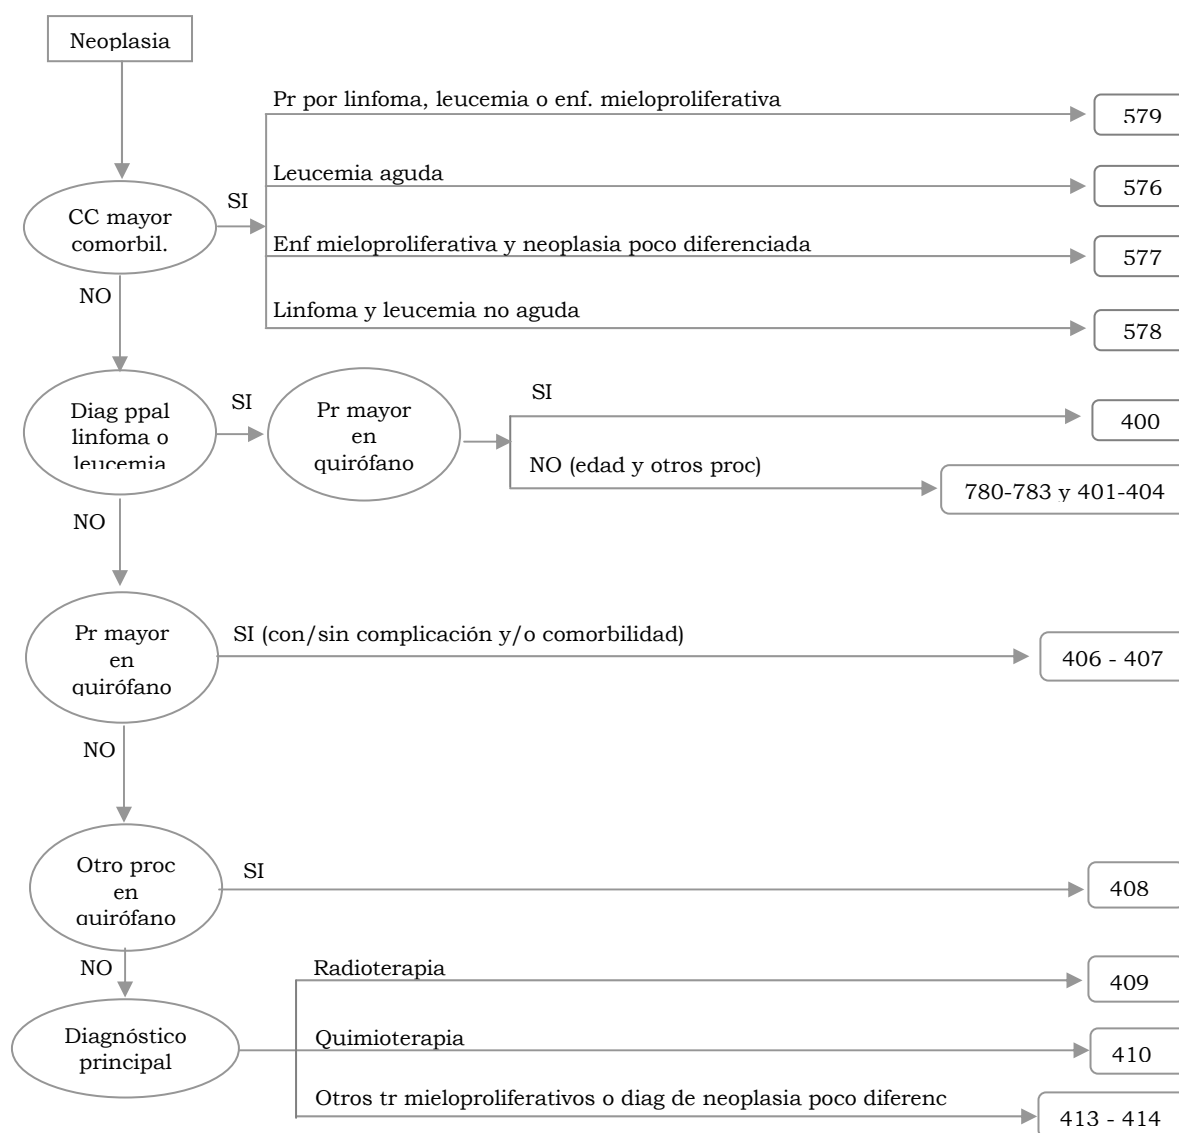 Neoplasia
Pr por linfoma, leucemia o enf. mieloproliferativa
579
Leucemia aguda
576
SI
CC mayor
comorbil.
Enf mieloproliferativa y neoplasia poco diferenciada
577
NO
Linfoma y leucemia no aguda
578
SI
Diag ppal
linfoma o
leucemia
SI
Pr mayor
en
quirófano
400
NO (edad y otros proc)
780-783 y 401-404
NO
Pr mayor
en
quirófano
SI (con/sin complicación y/o comorbilidad)
406 - 407
NO
Otro proc
en
quirófano
SI
408
NO
Radioterapia
409
Diagnóstico
principal
Quimioterapia
410
Otros tr mieloproliferativos o diag de neoplasia poco diferenc
413 - 414